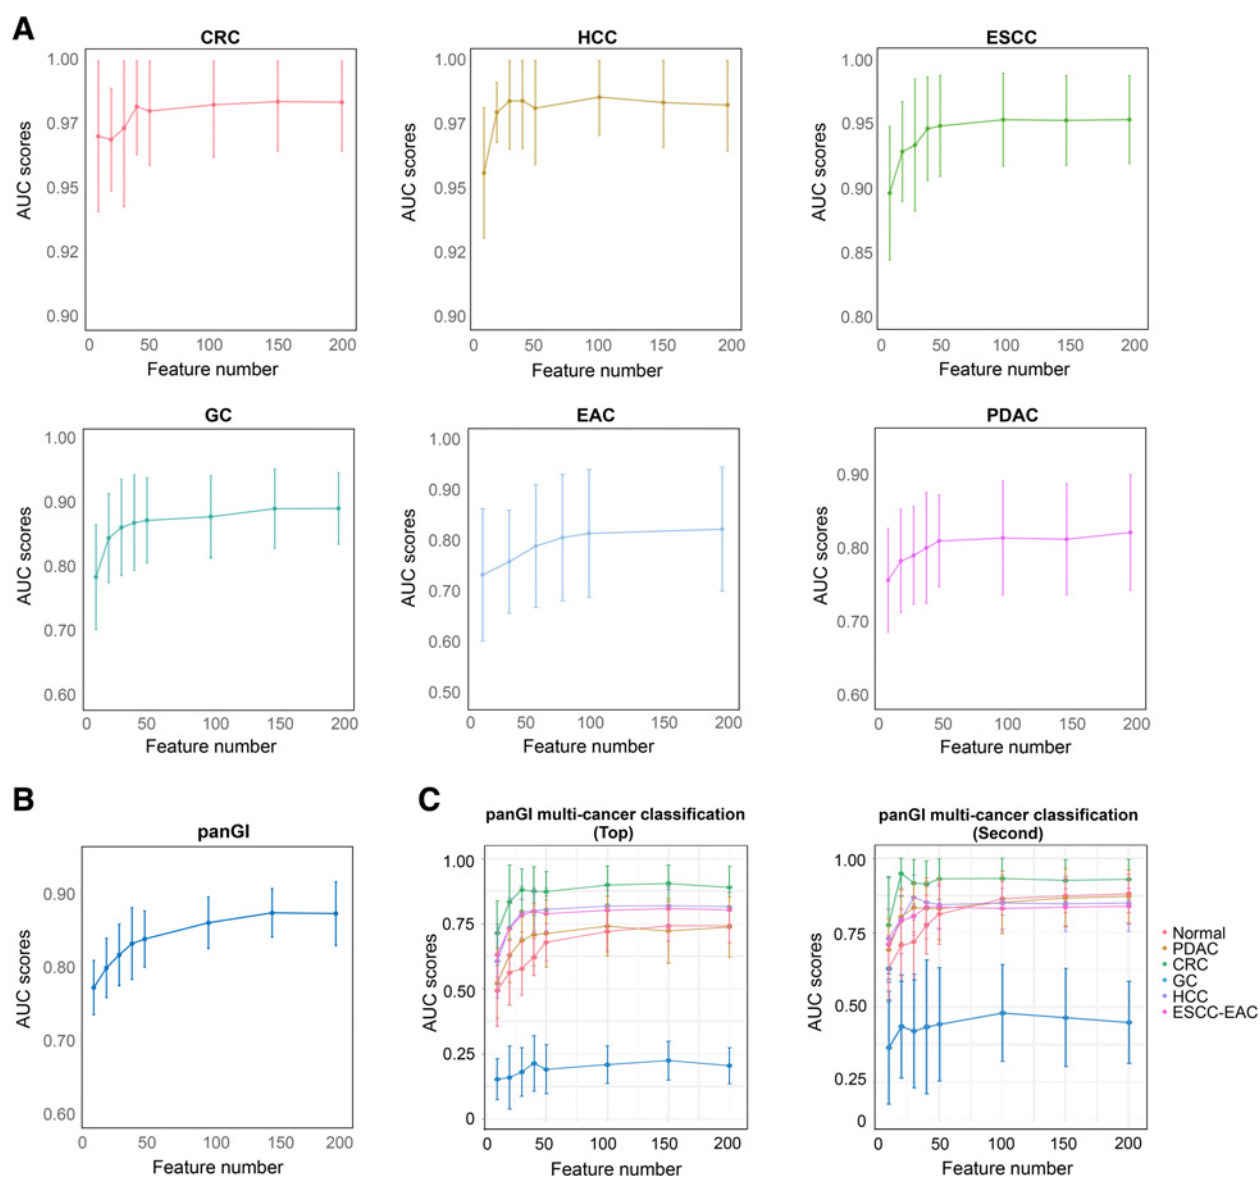 A
CRC
1.00
0.97
0.95
0.92
0.90
AUC scores
0 50 100 150 200
Feature number
HCC
1.00
0.97
0.95
0.92
0.90
AUC scores
0 50 100 150 200
Feature number
ESCC
1.00
0.95
0.90
0.85
0.80
AUC scores
0 50 100 150 200
Feature number
GC
1.00
0.90
0.80
0.70
0.60
AUC scores
0 50 100 150 200
Feature number
EAC
1.00
0.90
0.80
0.70
0.60
0.50
AUC scores
0 50 100 150 200
Feature number
PDAC
0.90
0.80
0.70
0.60
AUC scores
0 50 100 150 200
Feature number
B
panGI
0.90
0.80
0.70
0.60
AUC scores
0 50 100 150 200
Feature number
C
panGI multi-cancer classification
(Top)
1.00
0.75
0.50
0.25
0
AUC scores
0 50 100 150 200
Feature number
panGI multi-cancer classification
(Second)
1.00
0.75
0.50
0.25
0
AUC scores
0 50 100 150 200
Feature number
Normal
PDAC
CRC
GC
HCC
ESCC-EAC